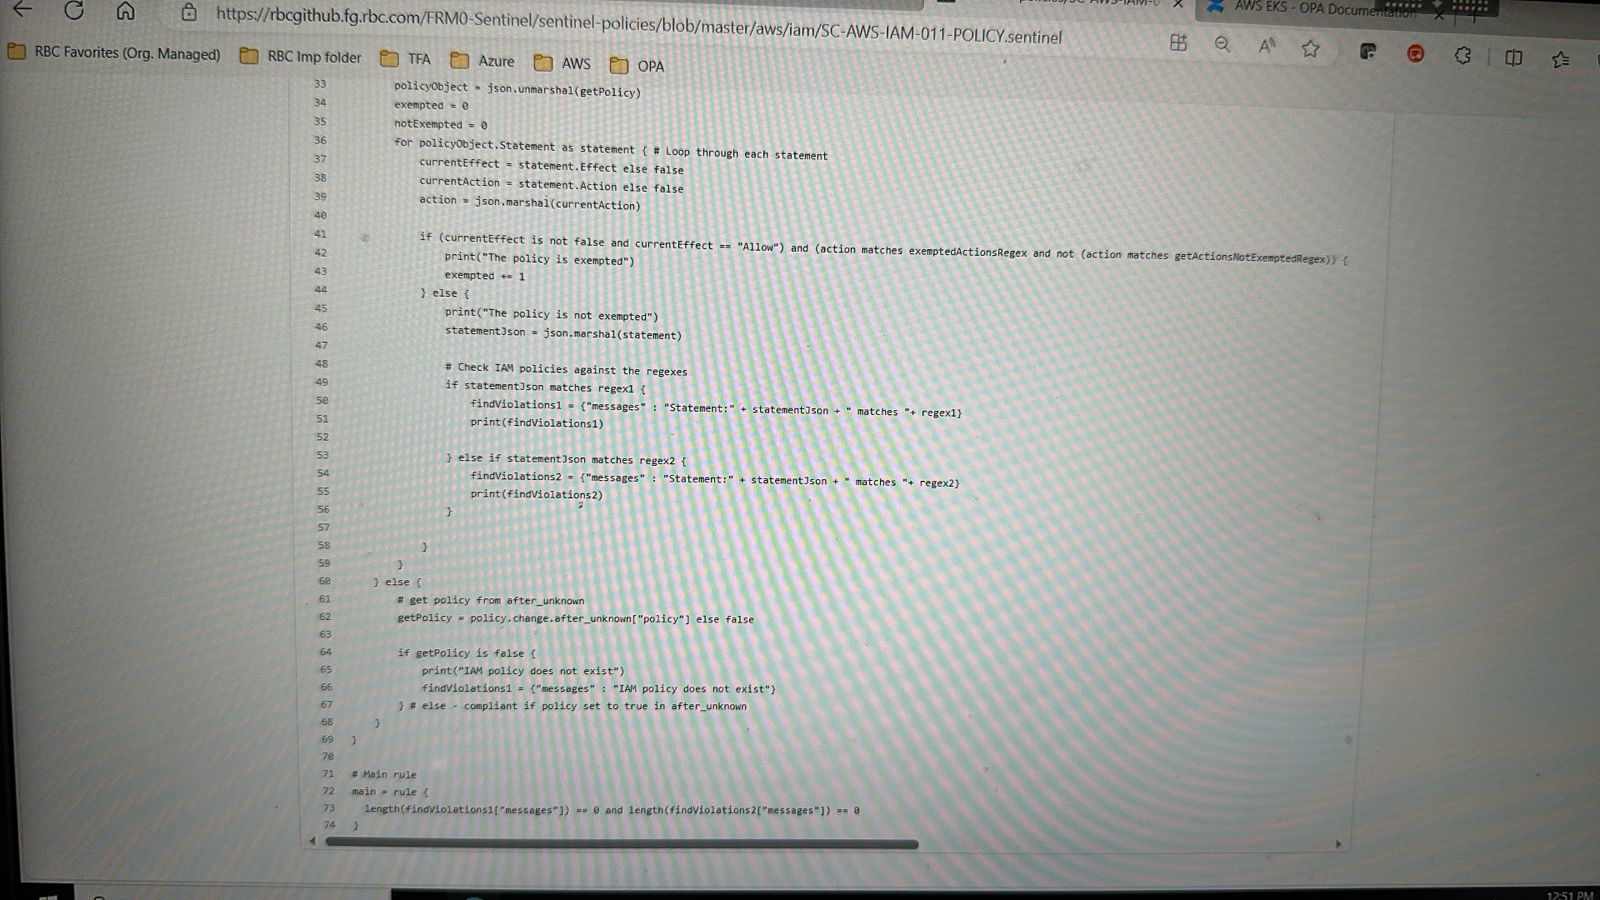 AWS EKS - OPA Documentation
https://rbcgithub.fg.rbc.com/FRM0-Sentinel/sentinel-policies/blob/master/aws/iam/SC-AWS-IAM-011-POLICY.sentinel
RBC Favorites (Org. Managed) RBC Imp folder TFA Azure AWS OPA
33 policyObject = json.unmarshal(getPolicy)
34 exempted = 0
35 notExempted = 0
36 for policyObject.Statement as statement { # Loop through each statement
37 currentEffect = statement.Effect else false
38 currentAction = statement.Action else false
39 action = json.marshal(currentAction)
40
41 if (currentEffect is not false and currentEffect == "Allow") and (action matches exemptedActionsRegex and not (action matches getActionsNotExemptedRegex)) {
42 print("The policy is exempted")
43 exempted += 1
44 } else {
45 print("The policy is not exempted")
46 statementJson = json.marshal(statement)
47
48 # Check IAM policies against the regexes
49 if statementJson matches regex1 {
50 findViolations1 = {"messages" : "Statement:" + statementJson + " matches "+ regex1}
51 print(findViolations1)
52
53 } else if statementJson matches regex2 {
54 findViolations2 = {"messages" : "Statement:" + statementJson + " matches "+ regex2}
55 print(findViolations2)
56 }
57
58 }
59 }
60 } else {
61 # get policy from after_unknown
62 getPolicy = policy.change.after_unknown["policy"] else false
63
64 if getPolicy is false {
65 print("IAM policy does not exist")
66 findViolations1 = {"messages" : "IAM policy does not exist"}
67 } # else - compliant if policy set to true in after_unknown
68 }
69 }
70
71 # Main rule
72 main = rule {
73 length(findViolations1["messages"]) == 0 and length(findViolations2["messages"]) == 0
74 }
12:51 PM